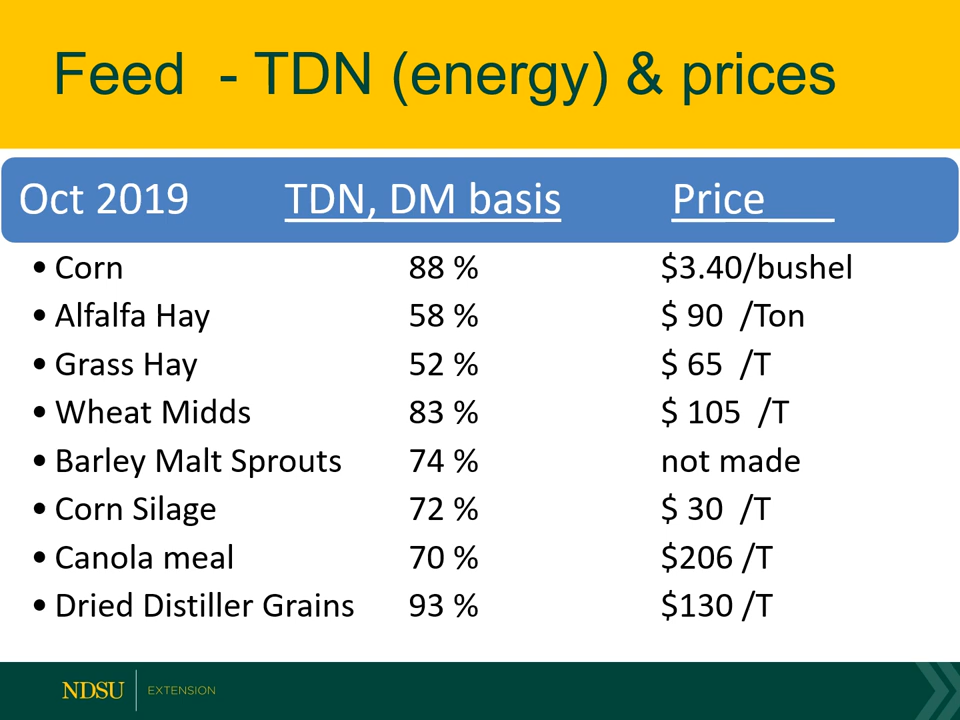 Feed  - TDN (energy) & prices
Oct 2019 TDN, DM basis Price
• Corn 88 % $3.40/bushel
• Alfalfa Hay 58 % $ 90  /Ton
• Grass Hay 52 % $ 65  /T
• Wheat Midds 83 % $ 105  /T
• Barley Malt Sprouts 74 % not made
• Corn Silage 72 % $ 30  /T
• Canola meal 70 % $206 /T
• Dried Distiller Grains 93 % $130 /T
NDSU EXTENSION